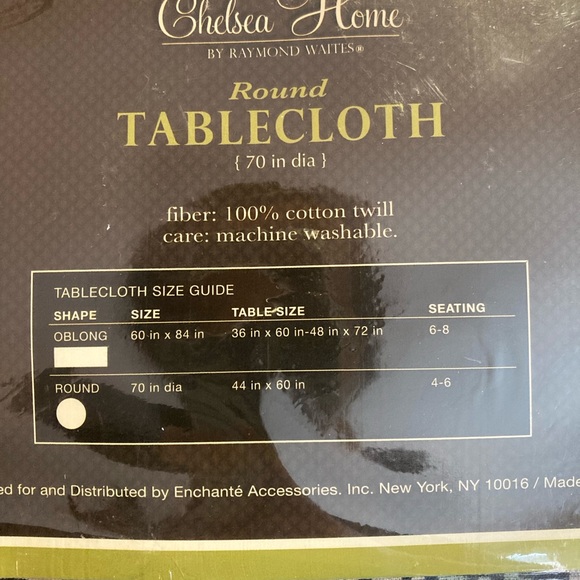 Chelsea Home
BY RAYMOND WAITES®
Round
TABLECLOTH
{ 70 in dia }
fiber: 100% cotton twill
care: machine washable.
TABLECLOTH SIZE GUIDE
SHAPE SIZE TABLE SIZE SEATING
OBLONG 60 in x 84 in 36 in x 60 in-48 in x 72 in 6-8
ROUND 70 in dia 44 in x 60 in 4-6
ed for and Distributed by Enchanté Accessories. Inc. New York, NY 10016 / Made